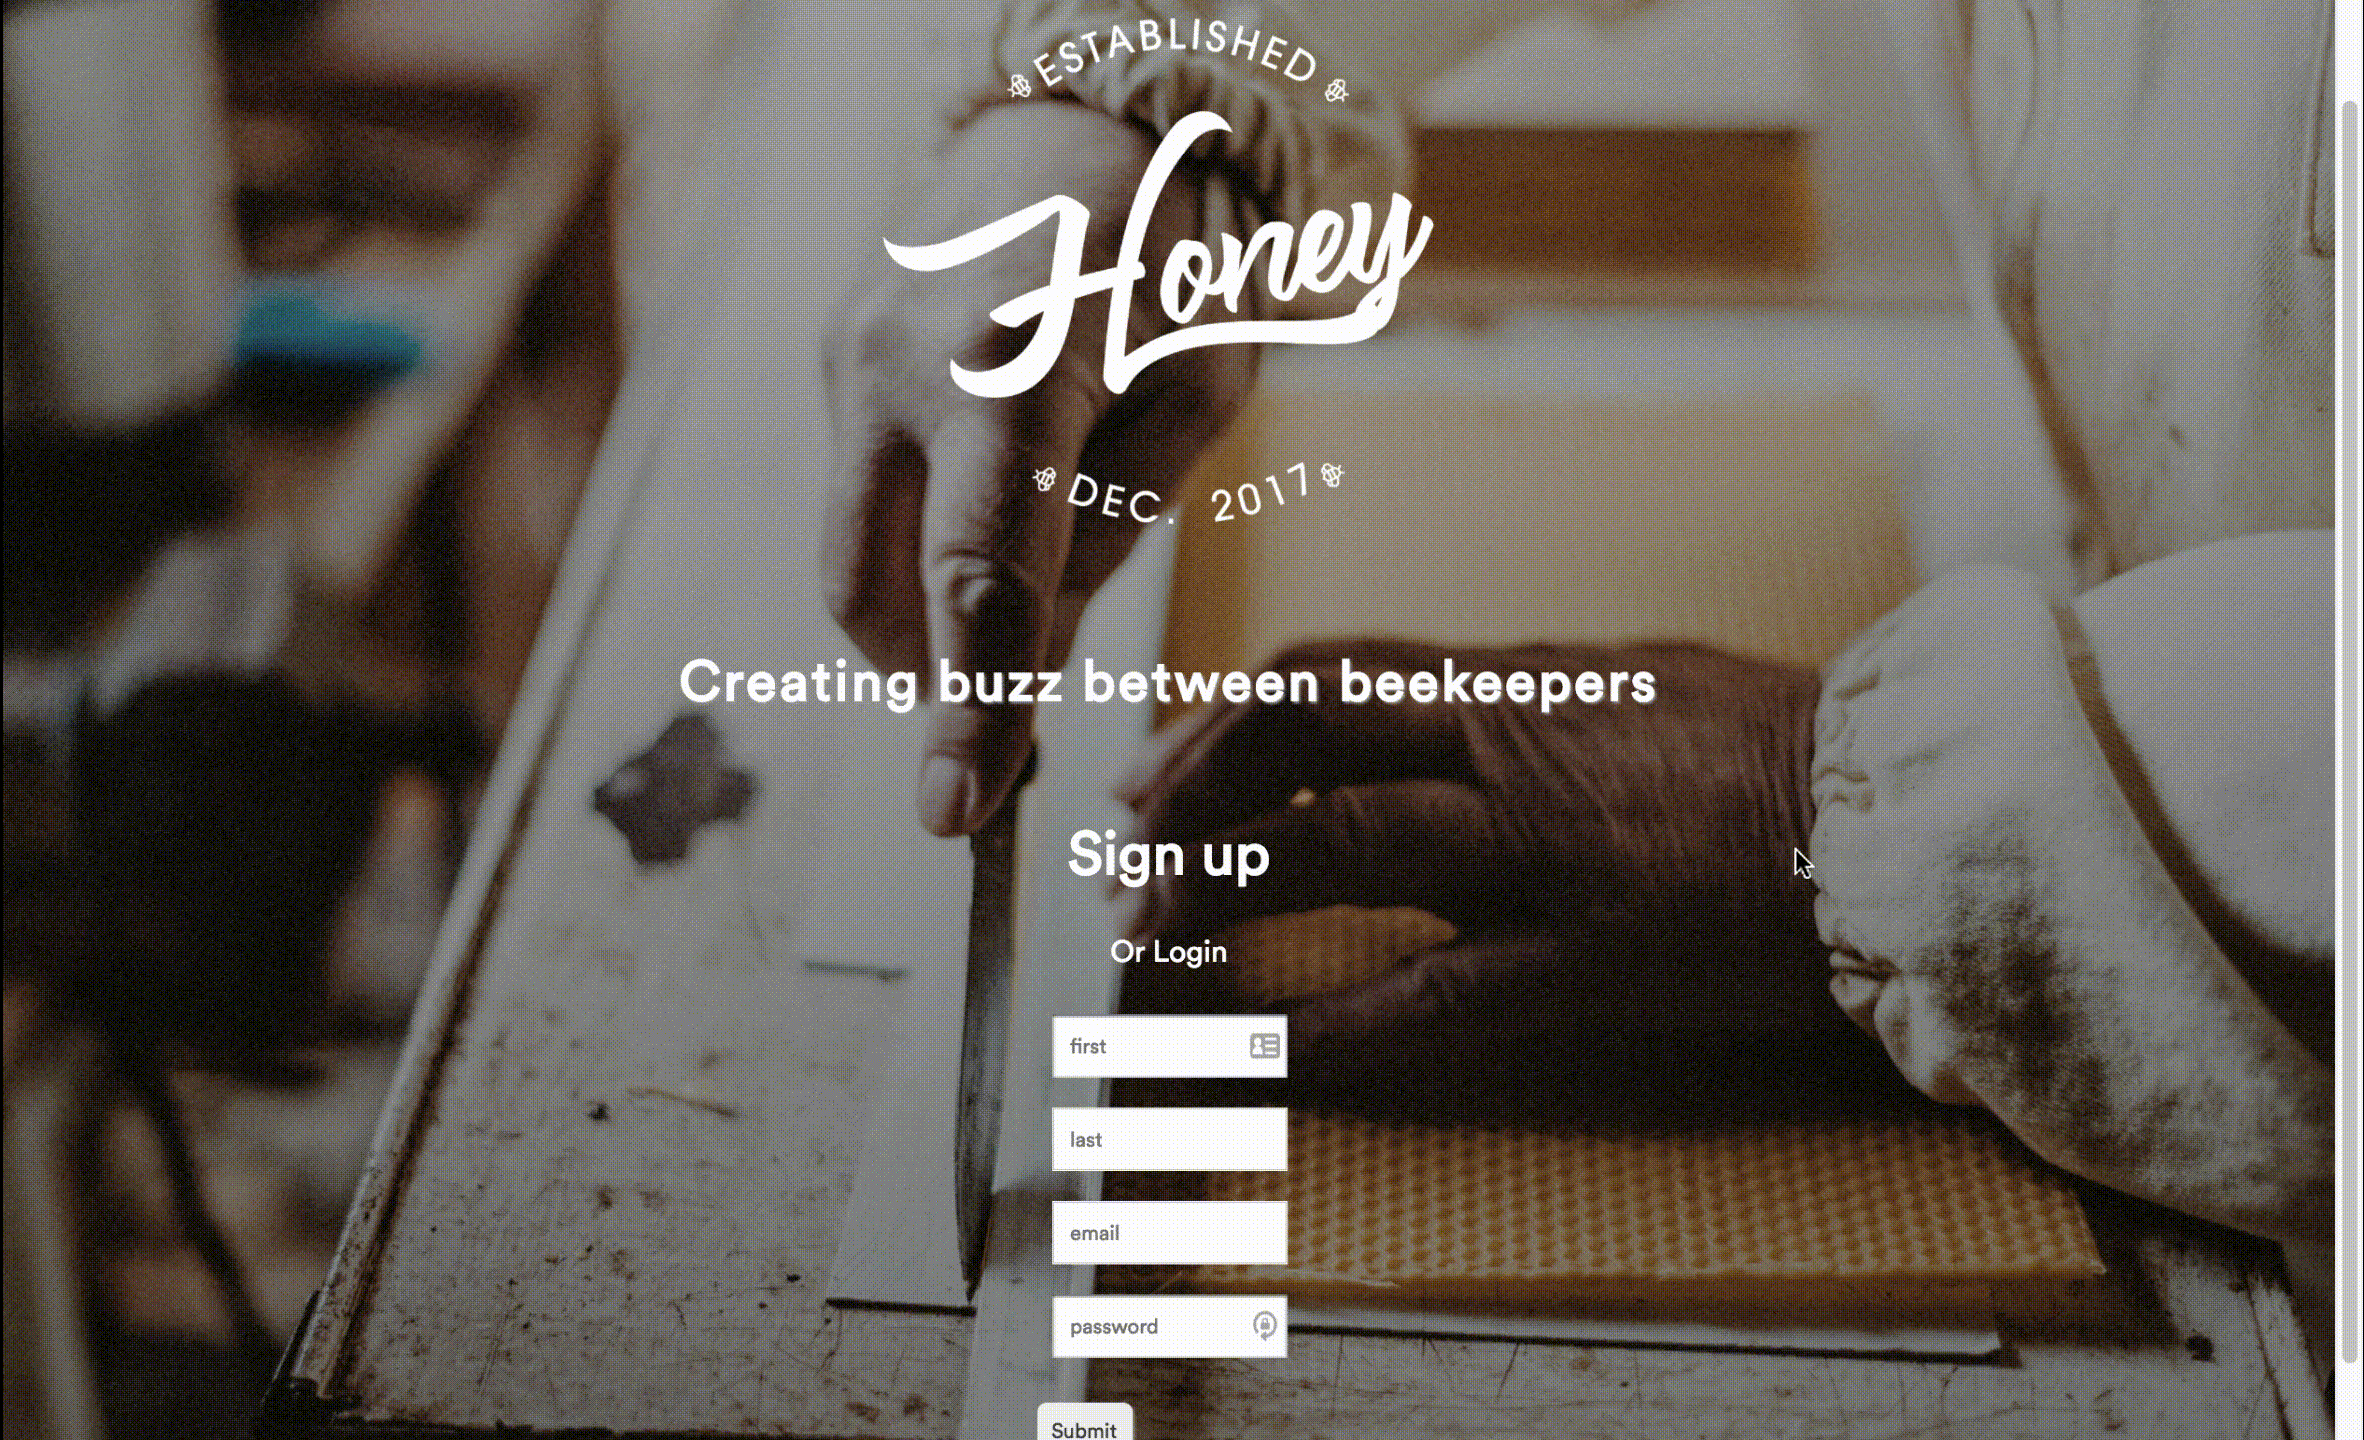 ESTABLISHED
Honey
DEC. 2017
Creating buzz between beekeepers
Sign up
Or Login
first
last
email
password
Submit